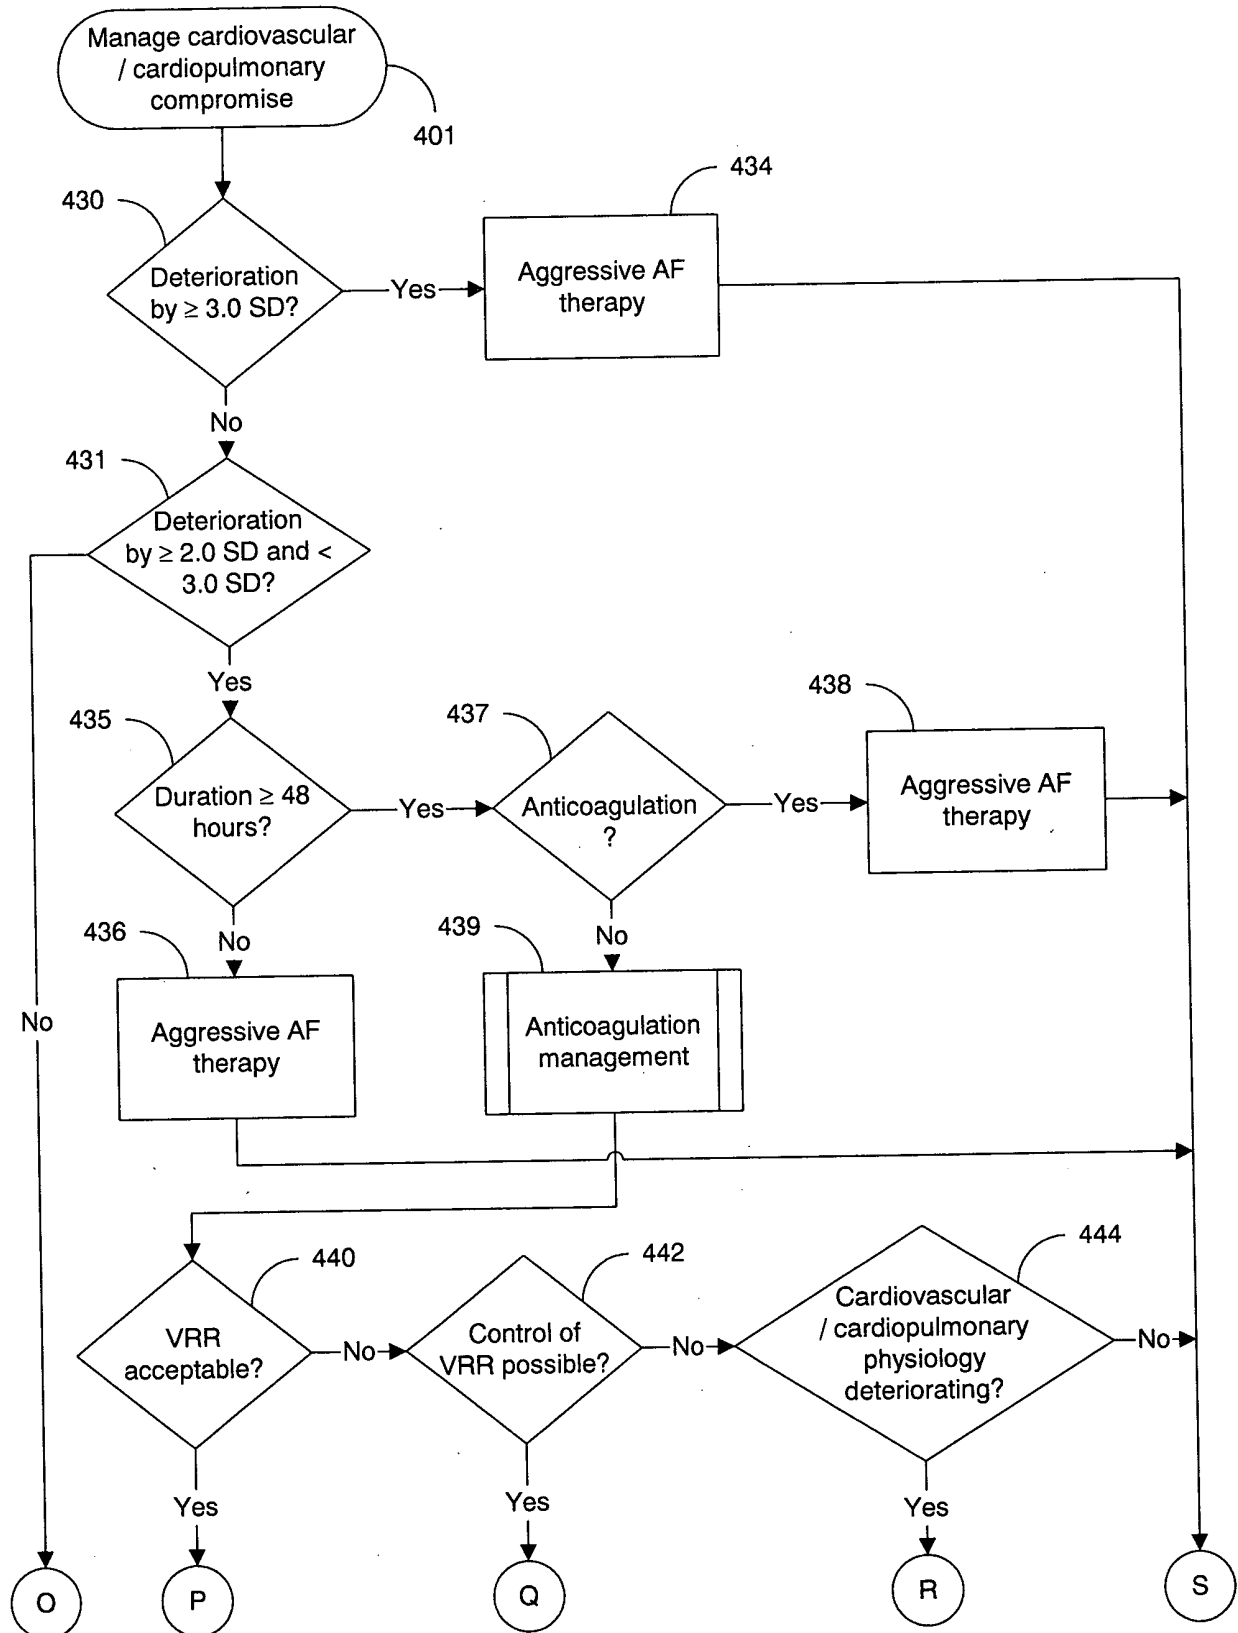 Manage cardiovascular
/ cardiopulmonary
compromise
401
430
434
Deterioration
by ≥ 3.0 SD?
Yes
Aggressive AF
therapy
No
431
Deterioration
by ≥ 2.0 SD and <
3.0 SD?
Yes
435
437
438
Duration ≥ 48
hours?
Yes
Anticoagulation
?
Yes
Aggressive AF
therapy
No
No
436
439
No
Aggressive AF
therapy
Anticoagulation
management
440
442
444
VRR
acceptable?
No
Control of
VRR possible?
No
Cardiovascular
/ cardiopulmonary
physiology
deteriorating?
No
Yes
Yes
Yes
O
P
Q
R
S